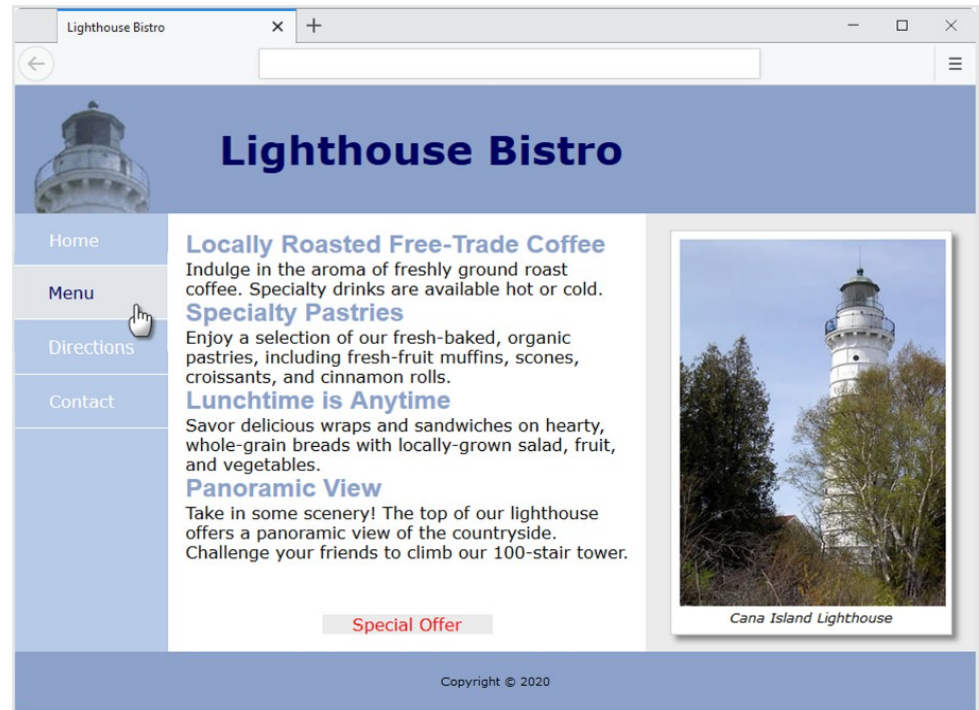 Lighthouse Bistro
Lighthouse Bistro
Home
Menu
Directions
Contact
Locally Roasted Free-Trade Coffee
Indulge in the aroma of freshly ground roast
coffee. Specialty drinks are available hot or cold.
Specialty Pastries
Enjoy a selection of our fresh-baked, organic
pastries, including fresh-fruit muffins, scones,
croissants, and cinnamon rolls.
Lunchtime is Anytime
Savor delicious wraps and sandwiches on hearty,
whole-grain breads with locally-grown salad, fruit,
and vegetables.
Panoramic View
Take in some scenery! The top of our lighthouse
offers a panoramic view of the countryside.
Challenge your friends to climb our 100-stair tower.
Special Offer
Cana Island Lighthouse
Copyright © 2020